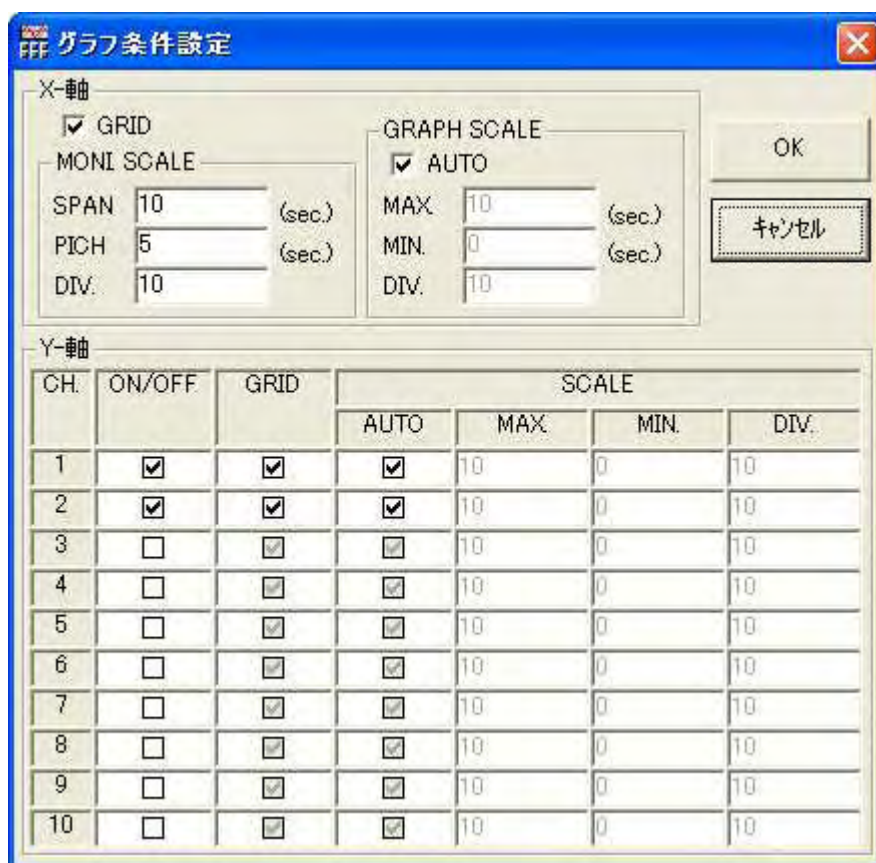 グラフ条件設定
X-軸
GRID
MONI SCALE
SPAN 10 (sec.)
PICH 5 (sec.)
DIV. 10
GRAPH SCALE
AUTO
MAX. 10 (sec.)
MIN. 0 (sec.)
DIV. 10
OK
キャンセル
Y-軸
CH. ON/OFF GRID SCALE
AUTO MAX. MIN. DIV.
1 10 0 10
2 10 0 10
3 10 0 10
4 10 0 10
5 10 0 10
6 10 0 10
7 10 0 10
8 10 0 10
9 10 0 10
10 10 0 10